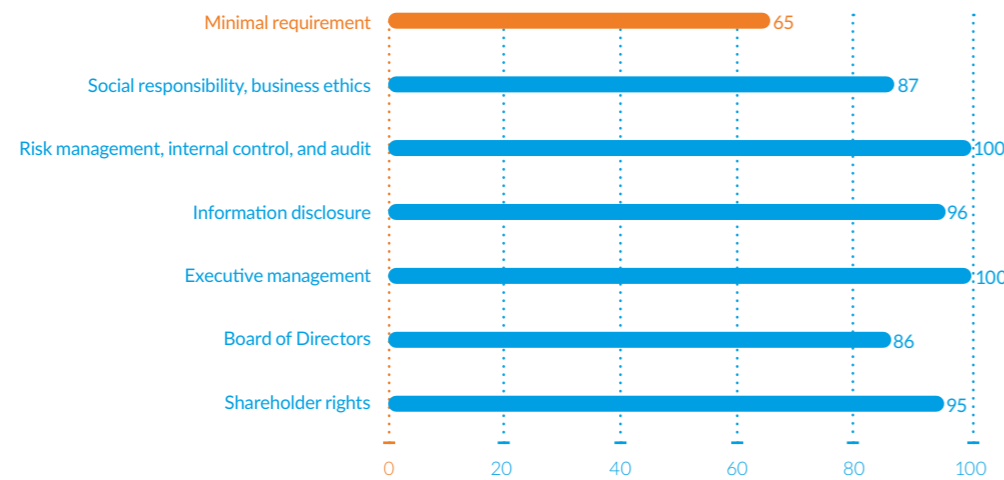 Minimal requirement 65
Social responsibility, business ethics 87
Risk management, internal control, and audit 100
Information disclosure 96
Executive management 100
Board of Directors 86
Shareholder rights 95
0 20 40 60 80 100